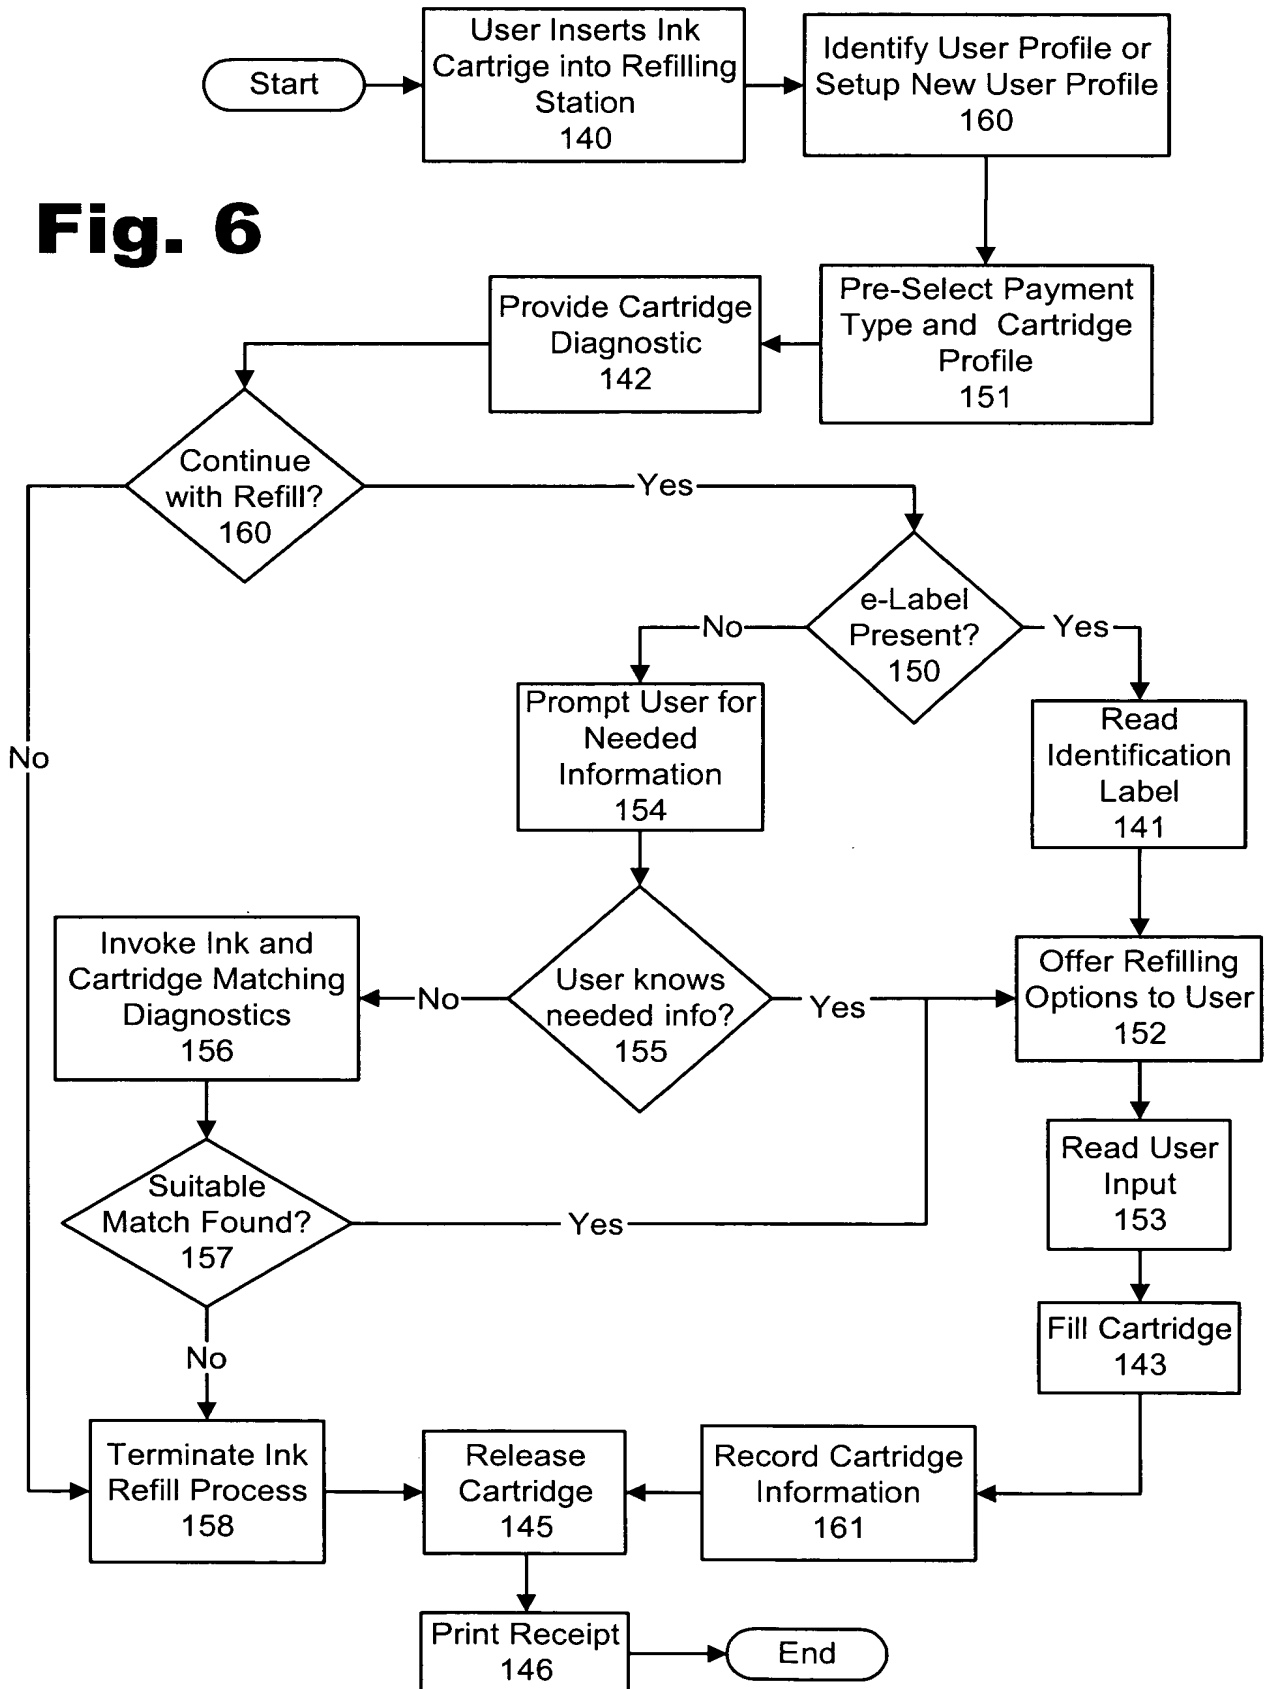 Start
User Inserts Ink
Cartrige into Refilling
Station
140
Identify User Profile or
Setup New User Profile
160
Fig. 6
Pre-Select Payment
Type and Cartridge
Profile
151
Provide Cartridge
Diagnostic
142
Continue
with Refill?
160
Yes
e-Label
Present?
150
No
Yes
Prompt User for
Needed
Information
154
Read
Identification
Label
141
No
Invoke Ink and
Cartridge Matching
Diagnostics
156
No
User knows
needed info?
155
Yes
Offer Refilling
Options to User
152
Suitable
Match Found?
157
Yes
Read User
Input
153
No
Fill Cartridge
143
Terminate Ink
Refill Process
158
Release
Cartridge
145
Record Cartridge
Information
161
Print Receipt
146
End